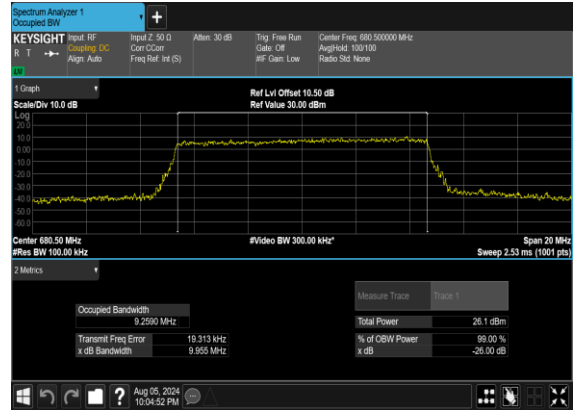 Spectrum Analyzer 1
Occupied BW
+
KEYSIGHT Input: RF Input Z: 50 Ω Atten: 30 dB Trig: Free Run Center Freq: 680.500000 MHz
R T Coupling: DC Corr CCorr Gate: Off Avg|Hold: 100/100
Align: Auto Freq Ref: Int (S) #IF Gain: Low Radio Std: None
LW
1 Graph Ref Lvl Offset 10.50 dB
Scale/Div 10.0 dB Ref Value 30.00 dBm
Log
20.0
10.0
0.00
-10.0
-20.0
-30.0
-40.0
-50.0
-60.0
Center 680.50 MHz #Video BW 300.00 kHz* Span 20 MHz
#Res BW 100.00 kHz Sweep 2.53 ms (1001 pts)
2 Metrics
Measure Trace Trace 1
Occupied Bandwidth
9.2590 MHz Total Power 26.1 dBm
Transmit Freq Error 19.313 kHz % of OBW Power 99.00 %
x dB Bandwidth 9.955 MHz x dB -26.00 dB
? Aug 05, 2024
10:04:52 PM